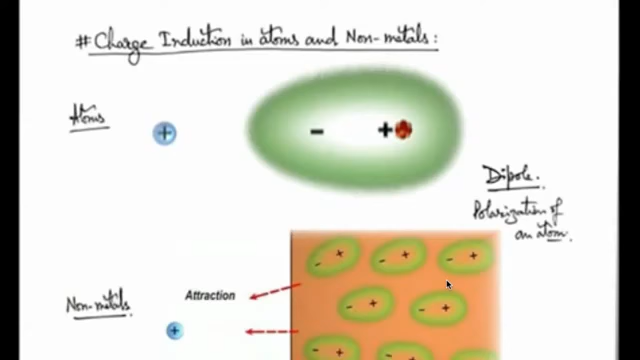 # Charge Induction in atoms and Non-metals:
Atoms
+
- +
Dipole.
Polarization of
an atom.
- + - + - +
Attraction
Non-metals
- + - +
+
- + - +